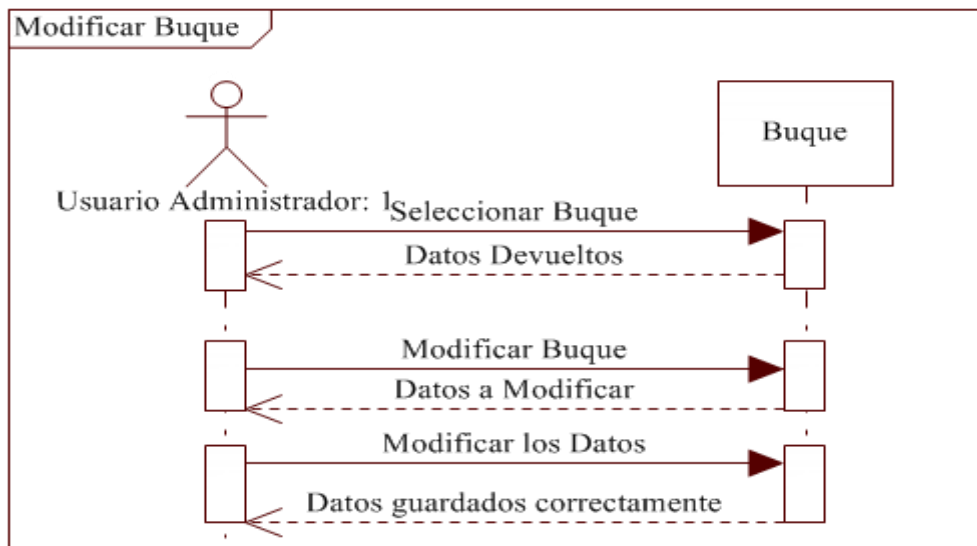 Modificar Buque
Buque
Usuario Administrador: 1
Seleccionar Buque
Datos Devueltos
Modificar Buque
Datos a Modificar
Modificar los Datos
Datos guardados correctamente